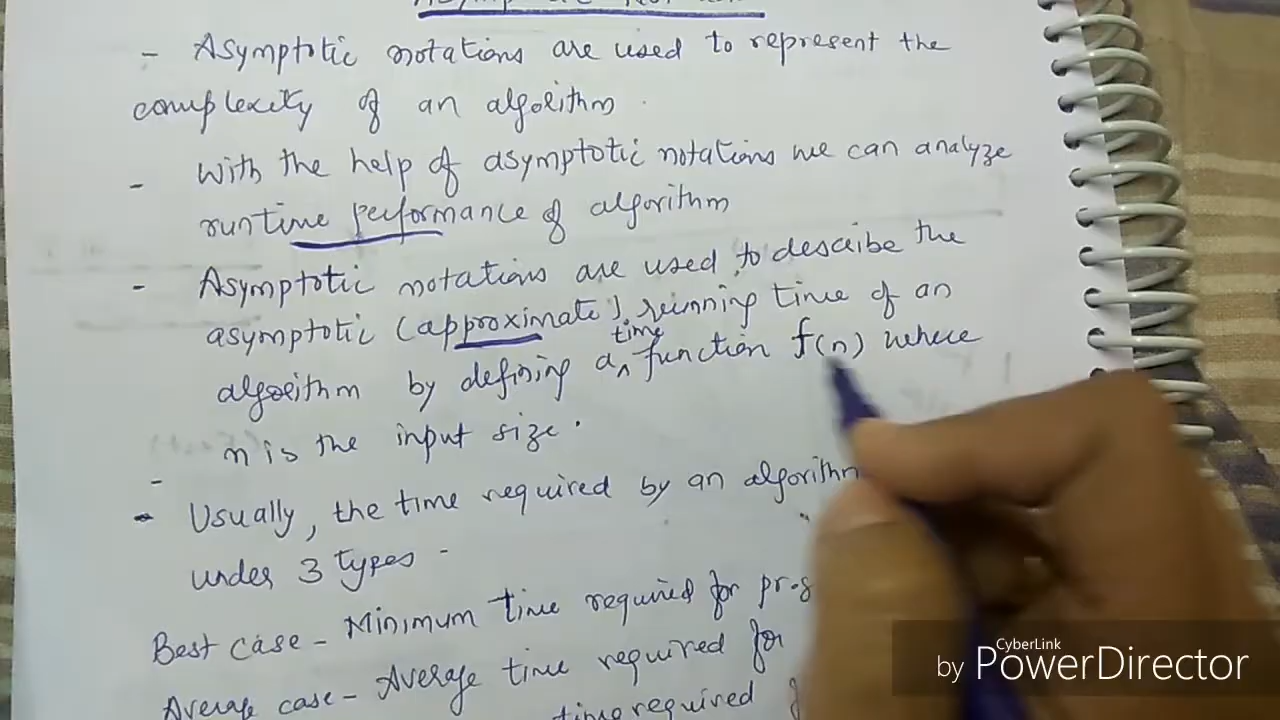 - Asymptotic notations are used to represent the
complexity of an algorithm.
- With the help of asymptotic notations we can analyze
runtime performance of algorithm
- Asymptotic notations are used to describe the
asymptotic (approximate) running time of an
time
algorithm by defining a ^ function f(n) where
n is the input size.
-
- Usually, the time required by an algorithm
under 3 types -
Best case - Minimum time required for prog
Average case - Average time required for
time required
CyberLink
by PowerDirector